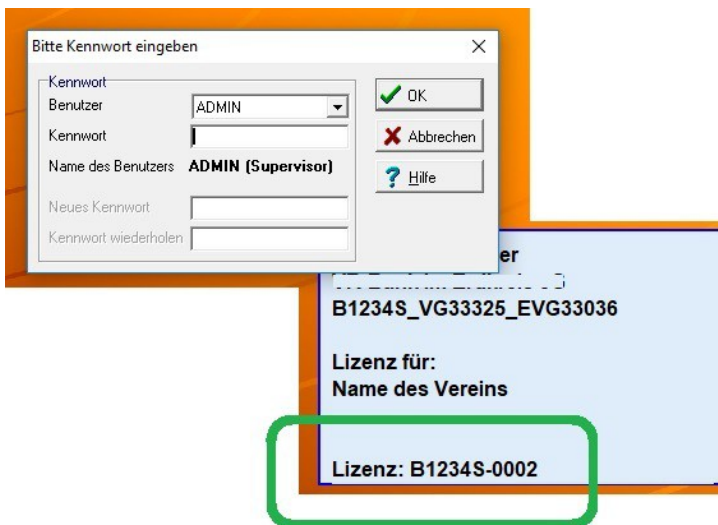 Bitte Kennwort eingeben
Kennwort
Benutzer ADMIN
Kennwort
Name des Benutzers ADMIN (Supervisor)
Neues Kennwort
Kennwort wiederholen
OK
Abbrechen
Hilfe
er
B1234S_VG33325_EVG33036
Lizenz für:
Name des Vereins
Lizenz: B1234S-0002